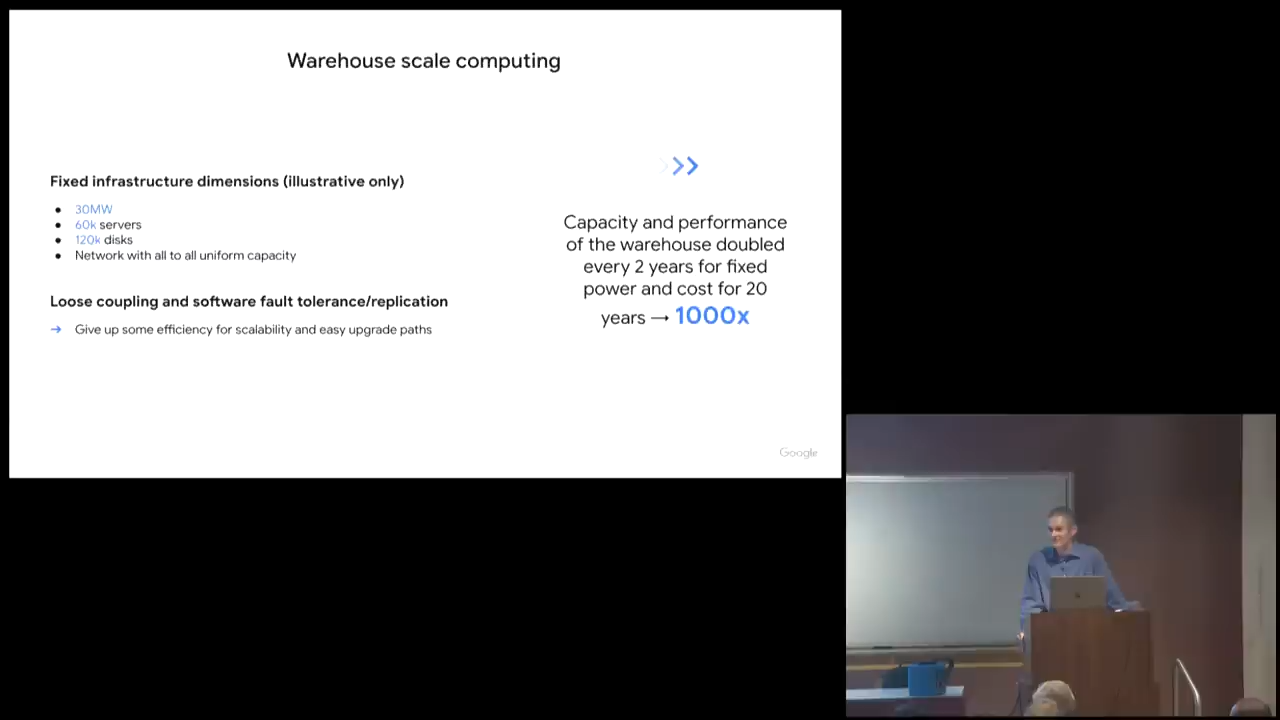 Warehouse scale computing
Fixed infrastructure dimensions (illustrative only)
● 30MW
● 60k servers
● 120k disks
● Network with all to all uniform capacity
Loose coupling and software fault tolerance/replication
➔ Give up some efficiency for scalability and easy upgrade paths
Capacity and performance
of the warehouse doubled
every 2 years for fixed
power and cost for 20
years → 1000x
Google